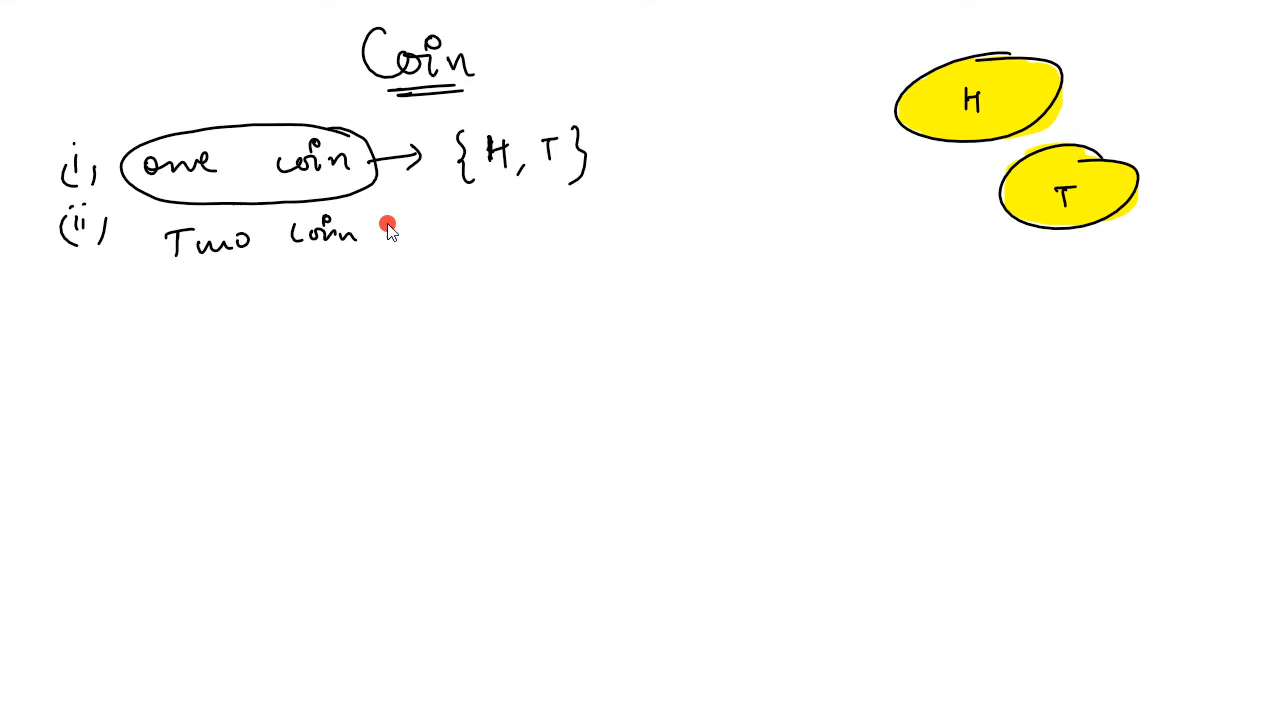 Coin
H
(i) one coin → {H, T}
T
(ii) Two coin